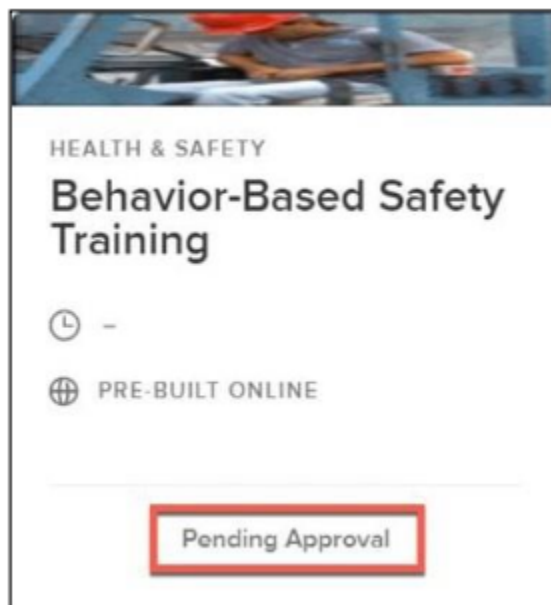 HEALTH & SAFETY
Behavior-Based Safety
Training
–
PRE-BUILT ONLINE
Pending Approval